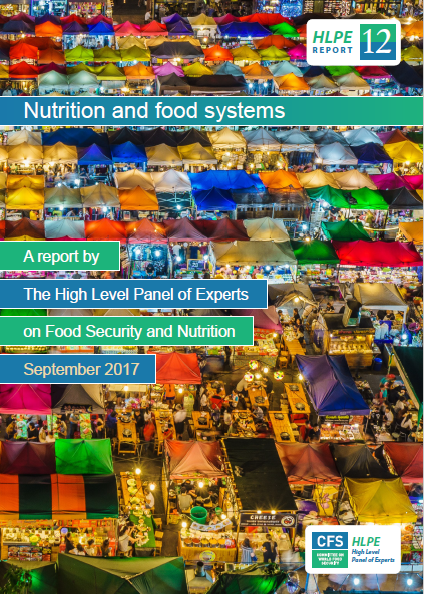 HLPE
REPORT
12
Nutrition and food systems
A report by
The High Level Panel of Experts
on Food Security and Nutrition
September 2017
CHEEZE
CFS
COMMITTEE ON
WORLD FOOD
SECURITY
HLPE
High Level
Panel of Experts